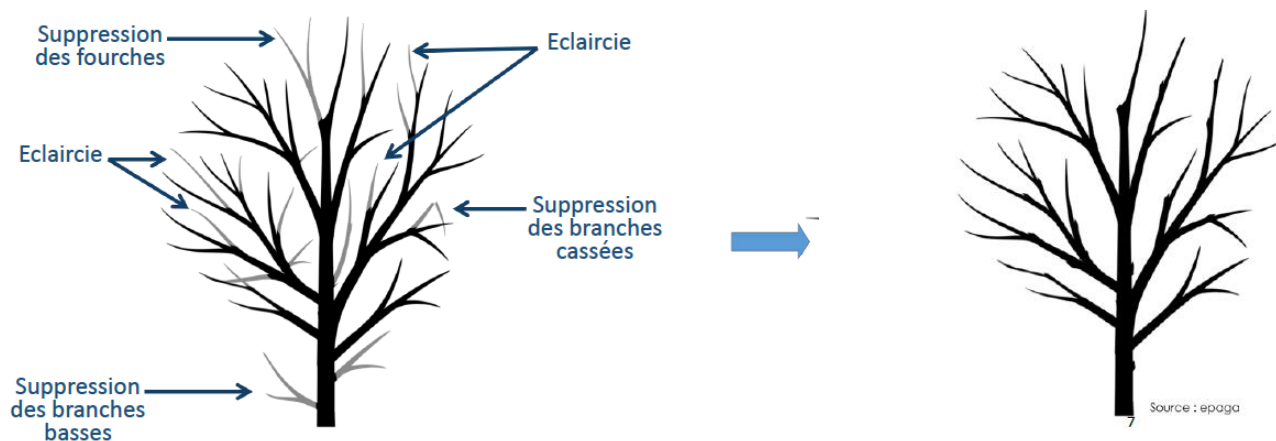 Suppression
des fourches
Eclaircie
Eclaircie
Suppression
des branches
cassées
Suppression
des branches
basses
7
Source : epaga